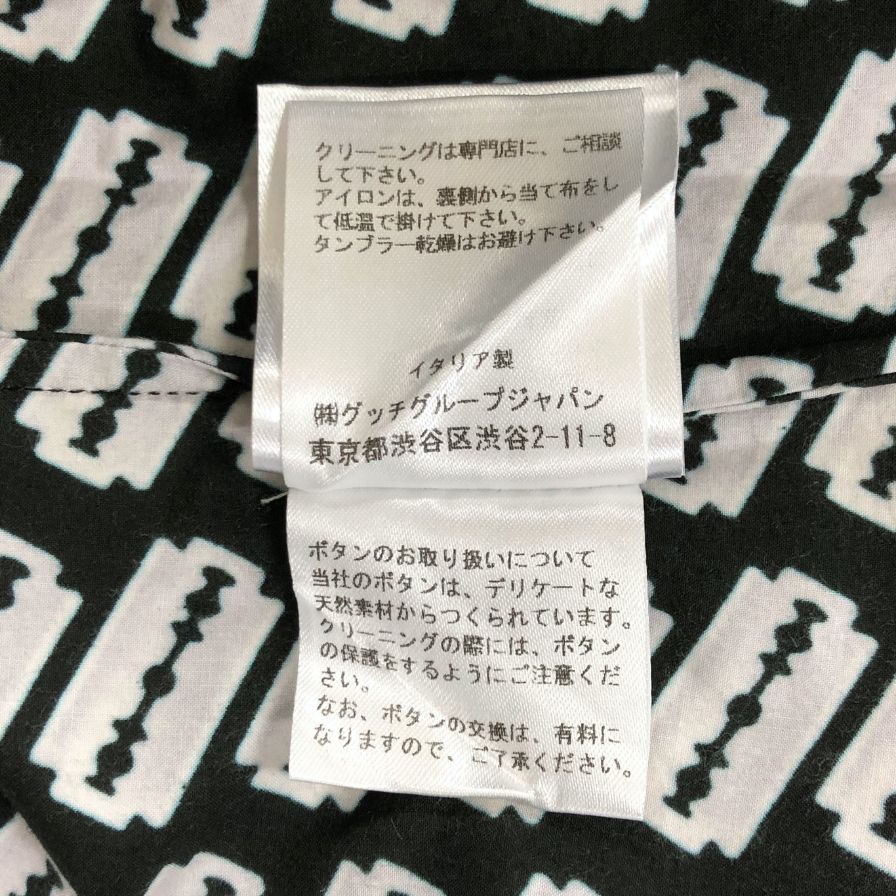 クリーニングは専門店に、ご相談
して下さい。
アイロンは、裏側から当て布をし
て低温で掛けて下さい。
タンブラー乾燥はお避け下さい。
イタリア製
㈱グッチグループジャパン
東京都渋谷区渋谷2-11-8
ボタンのお取り扱いについて
当社のボタンは、デリケートな
天然素材からつくられています。
クリーニングの際には、ボタン
の保護をするようにご注意くだ
さい。
なお、ボタンの交換は、有料に
なりますので、ご了承ください。